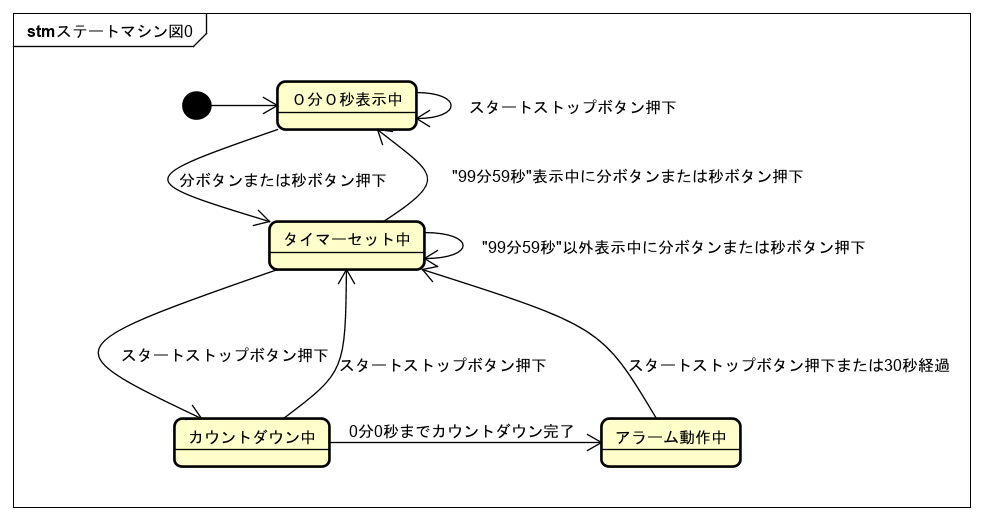 stmステートマシン図0
０分０秒表示中
スタートストップボタン押下
分ボタンまたは秒ボタン押下
"99分59秒"表示中に分ボタンまたは秒ボタン押下
タイマーセット中
"99分59秒"以外表示中に分ボタンまたは秒ボタン押下
スタートストップボタン押下
スタートストップボタン押下
スタートストップボタン押下または30秒経過
カウントダウン中
0分0秒までカウントダウン完了
アラーム動作中